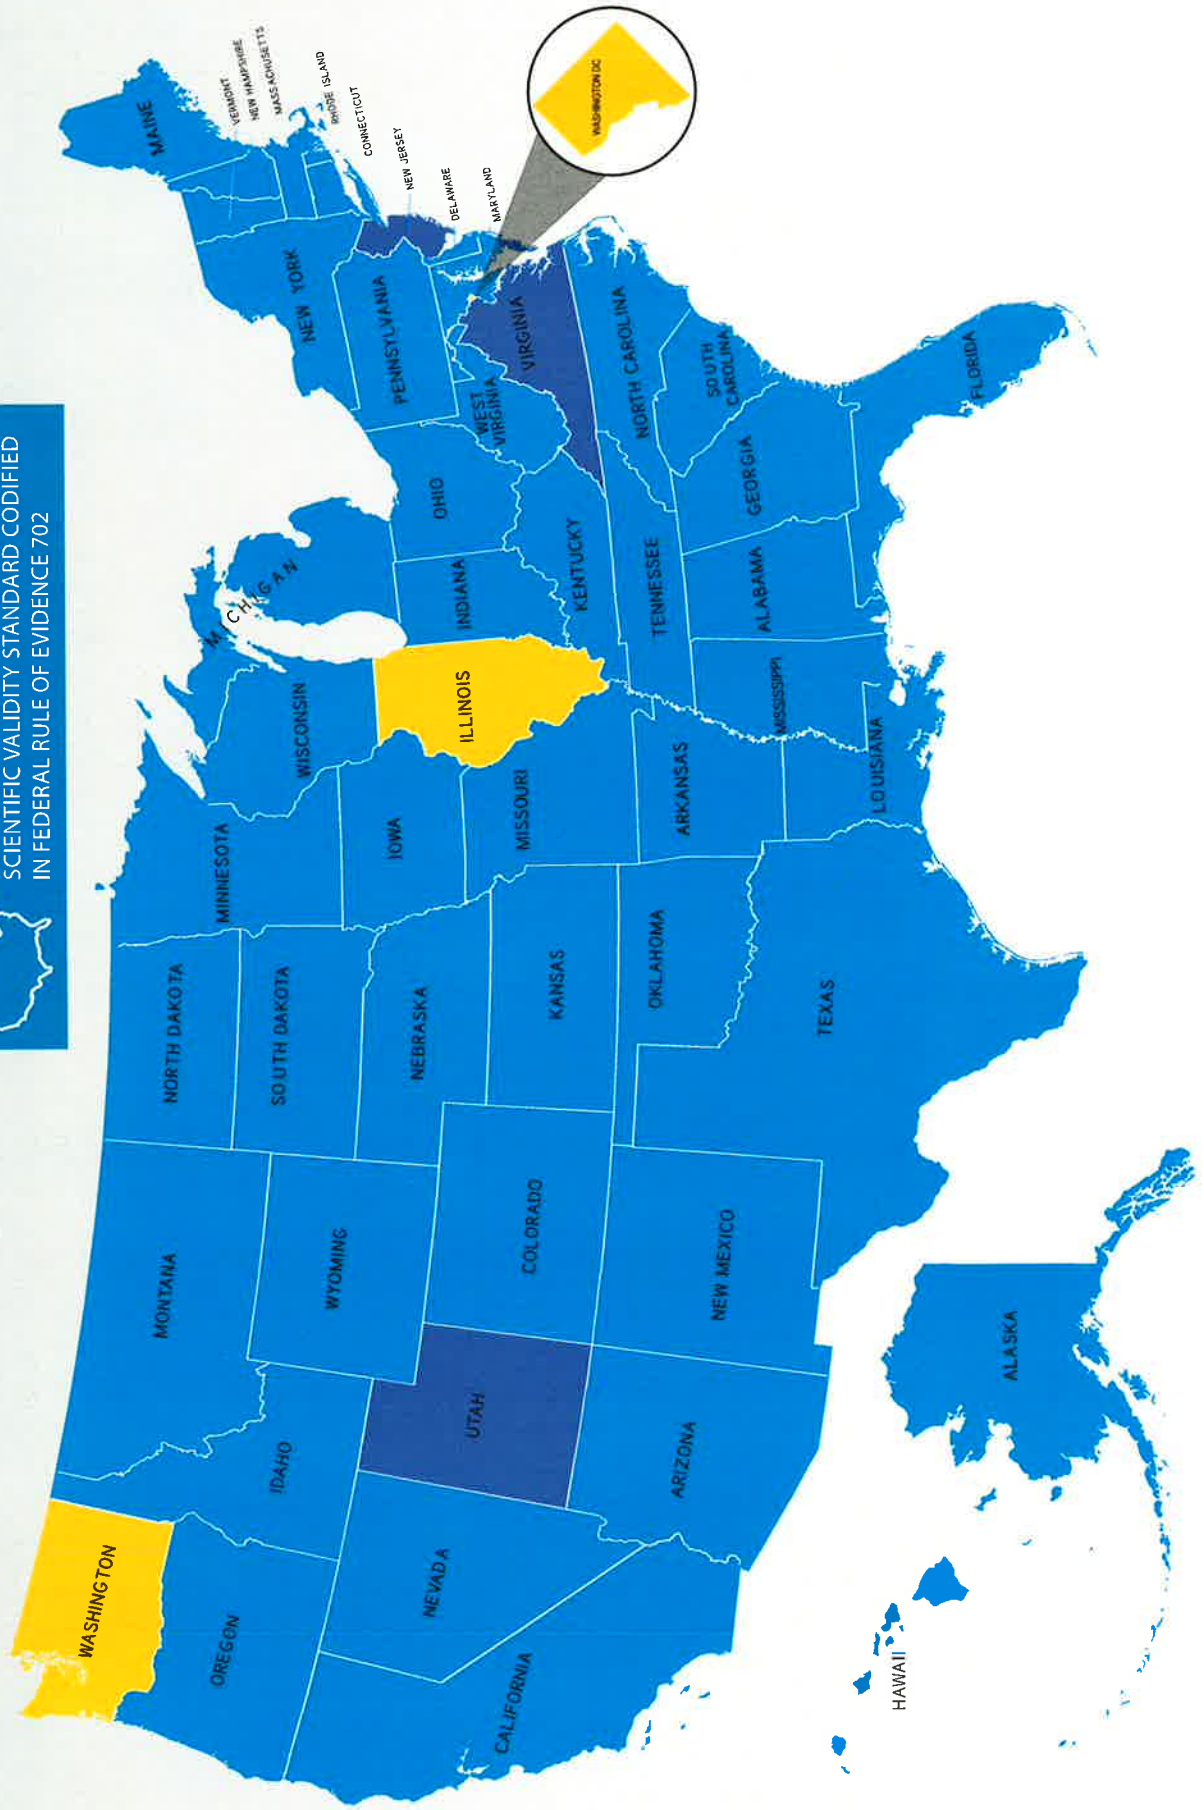 SCIENTIFIC VALIDITY STANDARD CODIFIED
IN FEDERAL RULE OF EVIDENCE 702
WASHINGTON
OREGON
CALIFORNIA
NEVADA
IDAHO
MONTANA
WYOMING
UTAH
ARIZONA
COLORADO
NEW MEXICO
NORTH DAKOTA
SOUTH DAKOTA
NEBRASKA
KANSAS
OKLAHOMA
TEXAS
MINNESOTA
IOWA
MISSOURI
ARKANSAS
LOUISIANA
WISCONSIN
ILLINOIS
MICHIGAN
INDIANA
OHIO
KENTUCKY
TENNESSEE
MISSISSIPPI
ALABAMA
GEORGIA
FLORIDA
SOUTH
CAROLINA
NORTH CAROLINA
VIRGINIA
WEST
VIRGINIA
PENNSYLVANIA
NEW YORK
MAINE
VERMONT
NEW HAMPSHIRE
MASSACHUSETTS
RHODE ISLAND
CONNECTICUT
NEW JERSEY
DELAWARE
MARYLAND
WASHINGTON DC
ALASKA
HAWAII